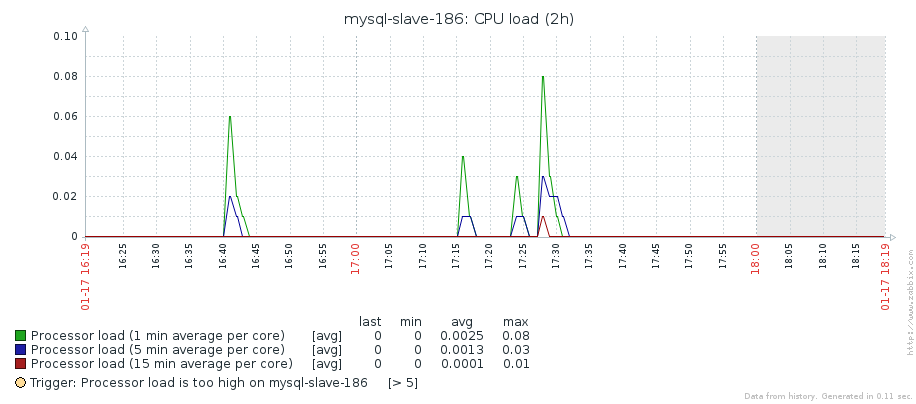 mysql-slave-186: CPU load (2h)
0.10
0.08
0.06
0.04
0.02
0
01-17 16:19 16:25 16:30 16:35 16:40 16:45 16:50 16:55 17:00 17:05 17:10 17:15 17:20 17:25 17:30 17:35 17:40 17:45 17:50 17:55 18:00 18:05 18:10 18:15 01-17 18:19
http://www.zabbix.com
last min avg max
Processor load (1 min average per core) [avg] 0 0 0.0025 0.08
Processor load (5 min average per core) [avg] 0 0 0.0013 0.03
Processor load (15 min average per core) [avg] 0 0 0.0001 0.01
Trigger: Processor load is too high on mysql-slave-186 [> 5]
Data from history. Generated in 0.11 sec.